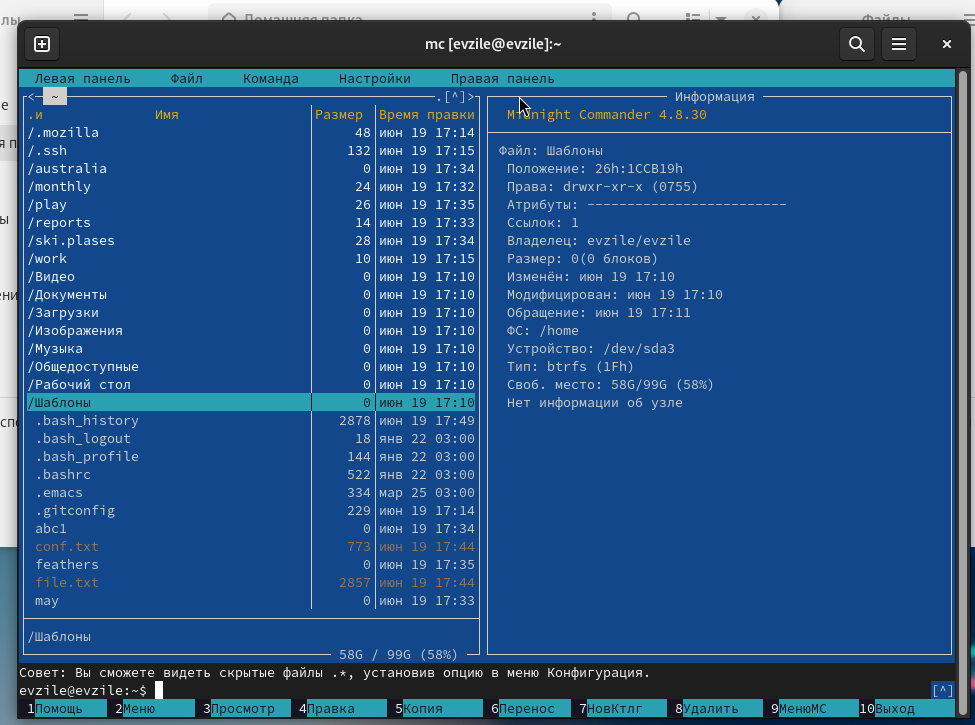 Домашняя папка
Файлы
mc [evzile@evzile]:~
Левая панель Файл Команда Настройки Правая панель
<─ ~ .[^]>
.и Имя Размер Время правки
/.mozilla 48 июн 19 17:14
/.ssh 132 июн 19 17:15
/australia 0 июн 19 17:34
/monthly 24 июн 19 17:32
/play 26 июн 19 17:35
/reports 14 июн 19 17:33
/ski.plases 28 июн 19 17:34
/work 10 июн 19 17:15
/Видео 0 июн 19 17:10
/Документы 0 июн 19 17:10
/Загрузки 0 июн 19 17:10
/Изображения 0 июн 19 17:10
/Музыка 0 июн 19 17:10
/Общедоступные 0 июн 19 17:10
/Рабочий стол 0 июн 19 17:10
/Шаблоны 0 июн 19 17:10
.bash_history 2878 июн 19 17:49
.bash_logout 18 янв 22 03:00
.bash_profile 144 янв 22 03:00
.bashrc 522 янв 22 03:00
.emacs 334 мар 25 03:00
.gitconfig 229 июн 19 17:14
abc1 0 июн 19 17:34
conf.txt 773 июн 19 17:44
feathers 0 июн 19 17:35
file.txt 2857 июн 19 17:44
may 0 июн 19 17:33
/Шаблоны
58G / 99G (58%)
Информация
Midnight Commander 4.8.30
Файл: Шаблоны
Положение: 26h:1CCB19h
Права: drwxr-xr-x (0755)
Атрибуты: ------------------------
Ссылок: 1
Владелец: evzile/evzile
Размер: 0(0 блоков)
Изменён: июн 19 17:10
Модифицирован: июн 19 17:10
Обращение: июн 19 17:11
ФС: /home
Устройство: /dev/sda3
Тип: btrfs (1Fh)
Своб. место: 58G/99G (58%)
Нет информации об узле
Совет: Вы сможете видеть скрытые файлы .*, установив опцию в меню Конфигурация.
evzile@evzile:~$ [^]
1Помощь 2Меню 3Просмотр 4Правка 5Копия 6Перенос 7НовКтлг 8Удалить 9МенюMC 10Выход